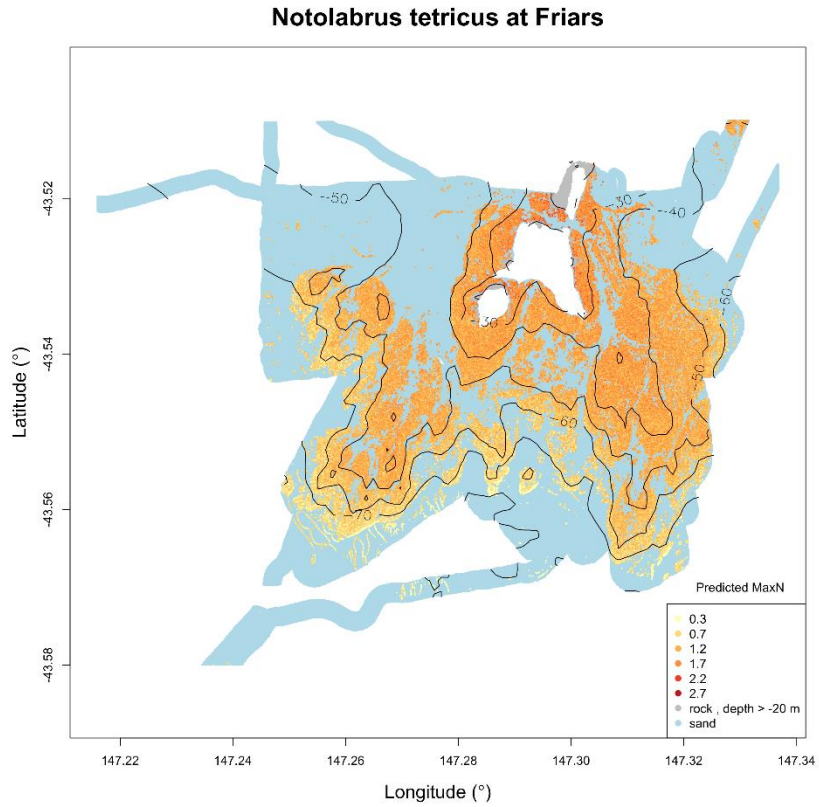 Notolabrus tetricus at Friars
-50
-30
-40
-60
-30
-50
-60
-70
Latitude (°)
-43.52
-43.54
-43.56
-43.58
Predicted MaxN
0.3
0.7
1.2
1.7
2.2
2.7
rock , depth > -20 m
sand
147.22 147.24 147.26 147.28 147.30 147.32 147.34
Longitude (°)